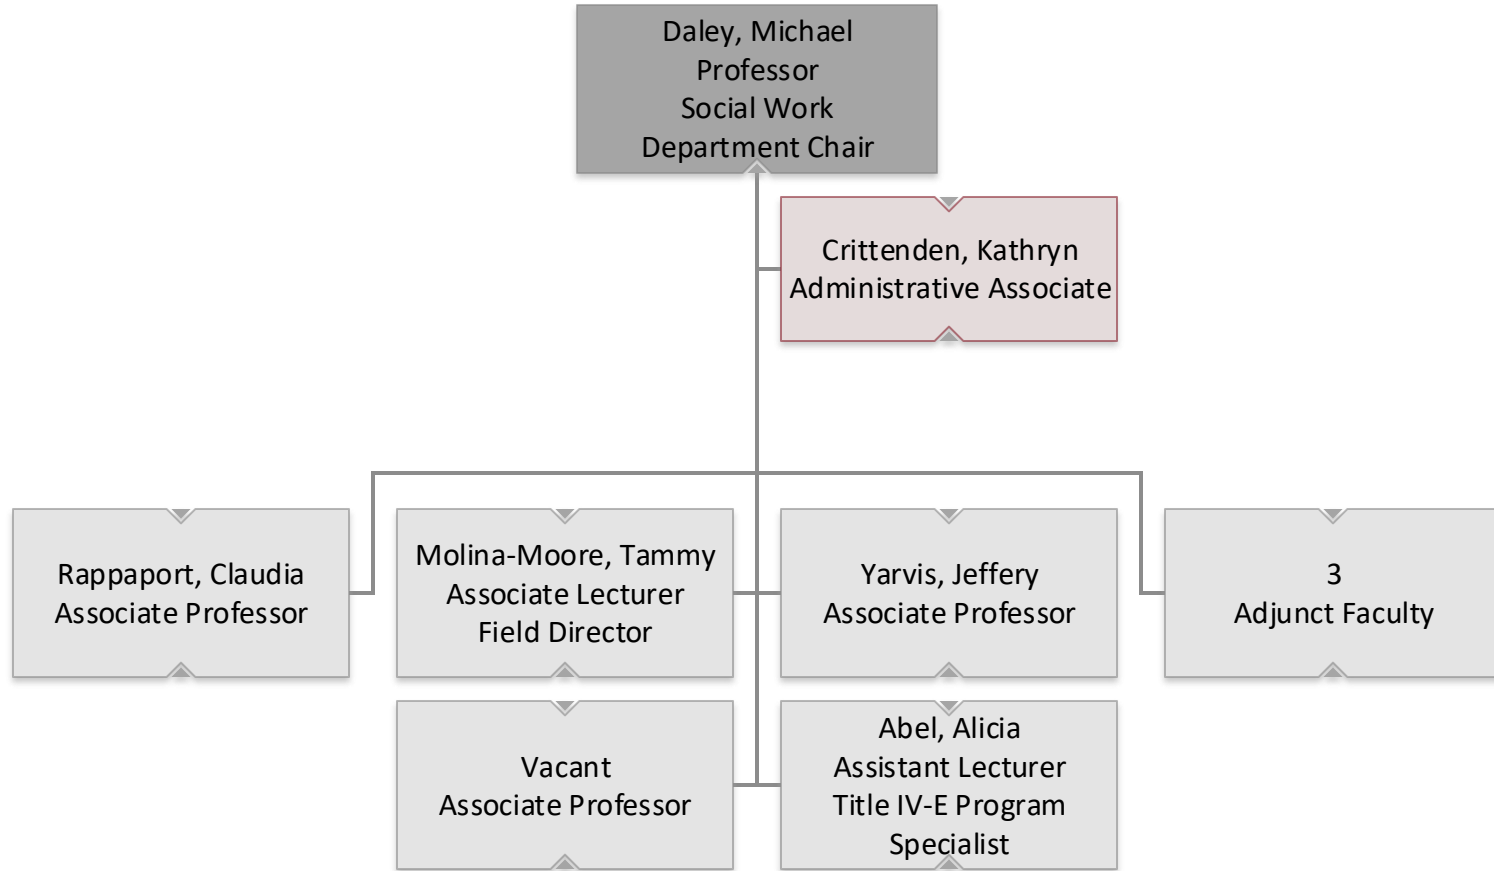 Daley, Michael
Professor
Social Work
Department Chair
Crittenden, Kathryn
Administrative Associate
Rappaport, Claudia
Associate Professor
Molina-Moore, Tammy
Associate Lecturer
Field Director
Yarvis, Jeffery
Associate Professor
3
Adjunct Faculty
Vacant
Associate Professor
Abel, Alicia
Assistant Lecturer
Title IV-E Program
Specialist